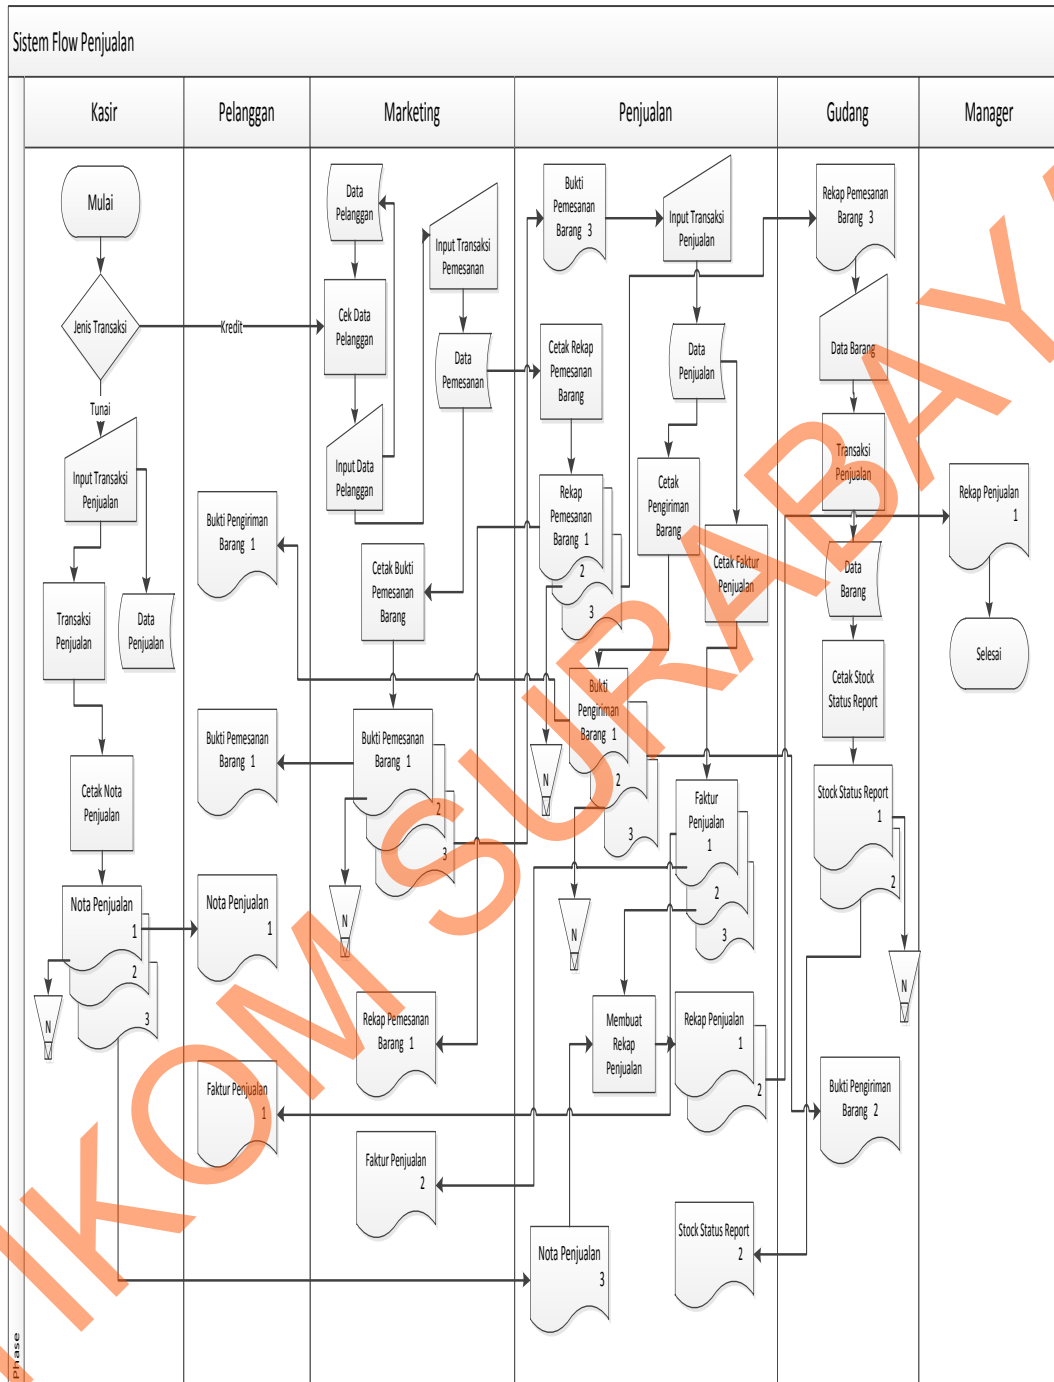 Sistem Flow Penjualan
Kasir
Pelanggan
Marketing
Penjualan
Gudang
Manager
Mulai
Jenis Transaksi
Kredit
Tunai
Input Transaksi
Penjualan
Transaksi
Penjualan
Data
Penjualan
Cetak Nota
Penjualan
Nota Penjualan
1
2
3
N
Bukti Pengiriman
Barang 1
Bukti Pemesanan
Barang 1
Nota Penjualan
1
Faktur Penjualan
1
Data
Pelanggan
Cek Data
Pelanggan
Input Data
Pelanggan
Input Transaksi
Pemesanan
Data
Pemesanan
Cetak Bukti
Pemesanan
Barang
Bukti Pemesanan
Barang 1
2
3
N
Rekap Pemesanan
Barang 1
Faktur Penjualan
2
Bukti
Pemesanan
Barang 3
Input Transaksi
Penjualan
Cetak Rekap
Pemesanan
Barang
Data
Penjualan
Rekap
Pemesanan
Barang 1
2
3
Cetak
Pengiriman
Barang
Cetak Faktur
Penjualan
Bukti
Pengiriman
Barang 1
2
3
N
N
Faktur
Penjualan
1
2
3
Membuat
Rekap
Penjualan
Rekap Penjualan
1
2
Nota Penjualan
3
Stock Status Report
2
Rekap Pemesanan
Barang 3
Data Barang
Transaksi
Penjualan
Data
Barang
Cetak Stock
Status Report
Stock Status Report
1
2
N
Bukti Pengiriman
Barang 2
Rekap Penjualan
1
Selesai
Phase
IKOM SURABAYA